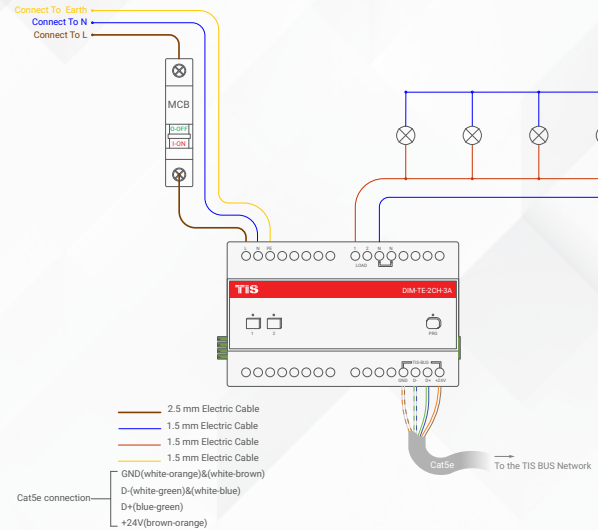 Connect To Earth
Connect To N
Connect To L
MCB
O-OFF
I-ON
L N PE
1 2 N N
LOAD
TIS
DIM-TE-2CH-3A
1 2
PRG
TIS-BUS
GND D- D+ +24V
Cat5e
To the TIS BUS Network
2.5 mm Electric Cable
1.5 mm Electric Cable
1.5 mm Electric Cable
1.5 mm Electric Cable
Cat5e connection
GND(white-orange)&(white-brown)
D-(white-green)&(white-blue)
D+(blue-green)
+24V(brown-orange)